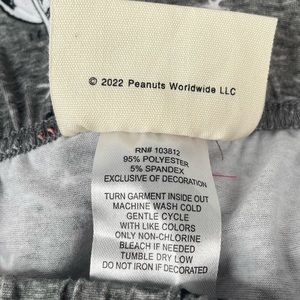 © 2022 Peanuts Worldwide LLC
RN# 103812
95% POLYESTER
5% SPANDEX
EXCLUSIVE OF DECORATION
TURN GARMENT INSIDE OUT
MACHINE WASH COLD
GENTLE CYCLE
WITH LIKE COLORS
ONLY NON-CHLORINE
BLEACH IF NEEDED
TUMBLE DRY LOW
DO NOT IRON IF DECORATED